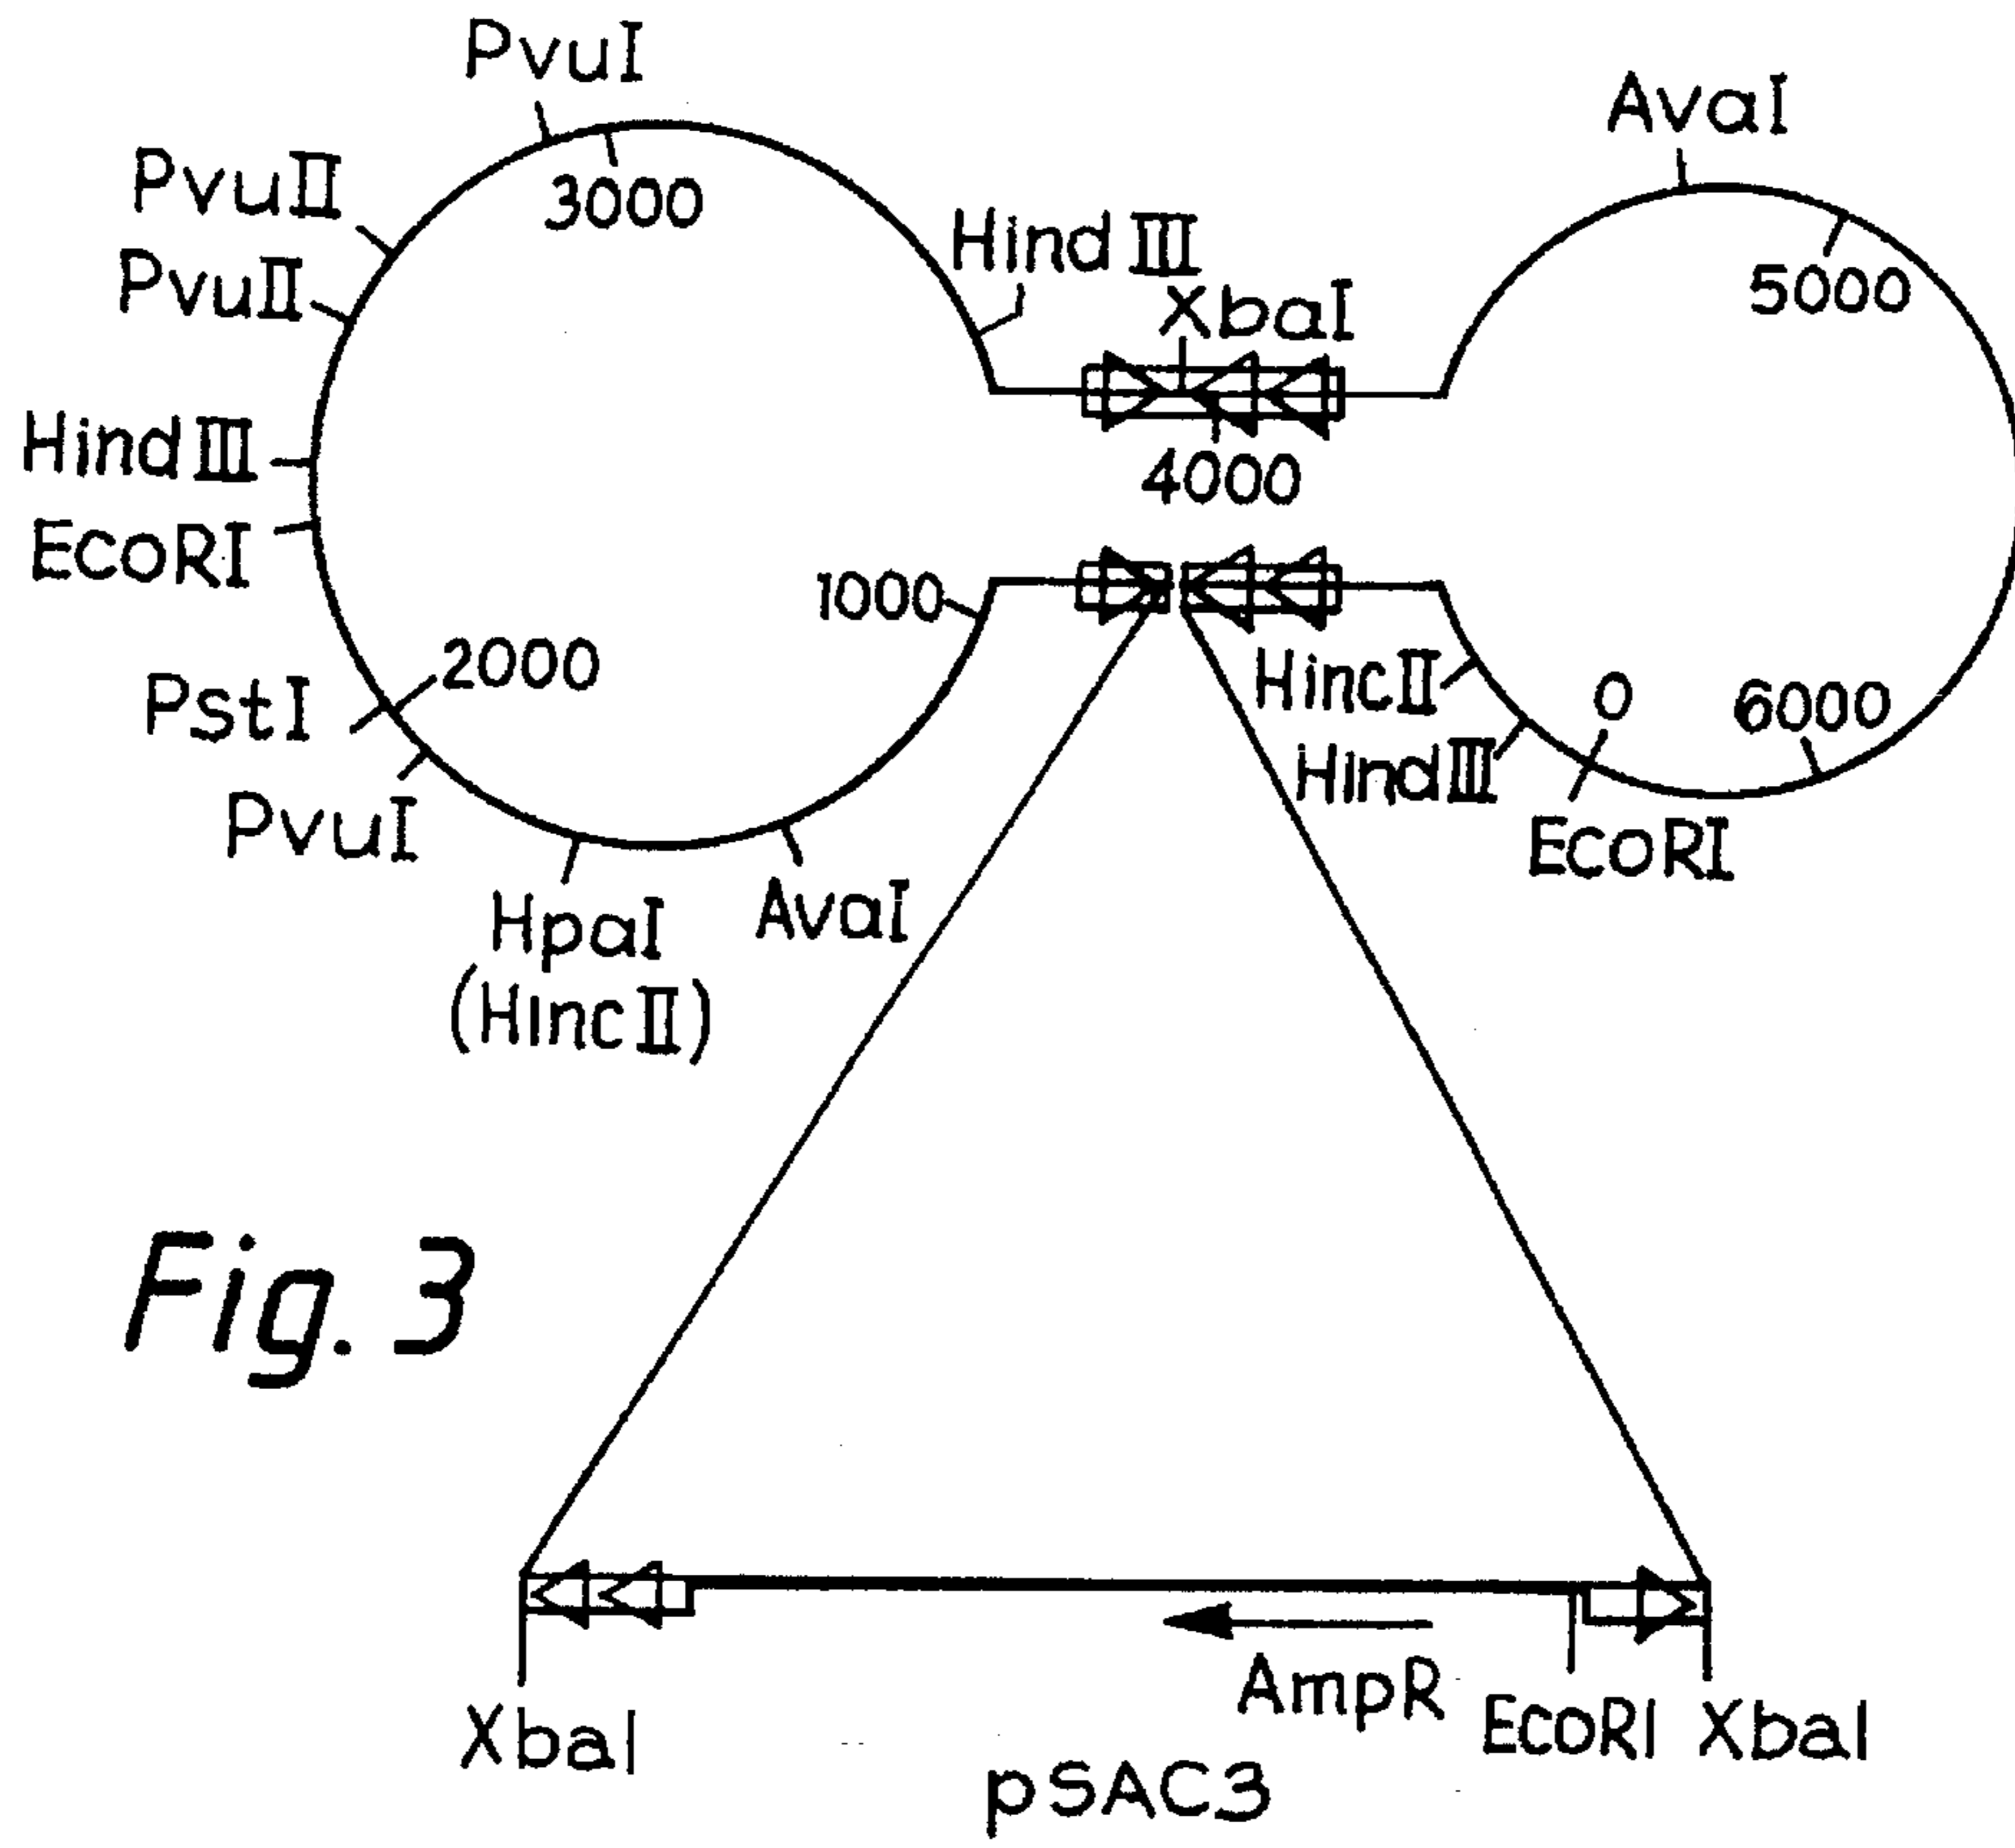 PvuI
AvaI
PvuII
3000
HindIII
PvuII
XbaI
5000
HindIII
4000
EcoRI
1000
2000
HincII
PstI
0
6000
HindIII
PvuI
EcoRI
HpaI
AvaI
(HincII)
Fig. 3
AmpR
XbaI
EcoRI
XbaI
pSAC3